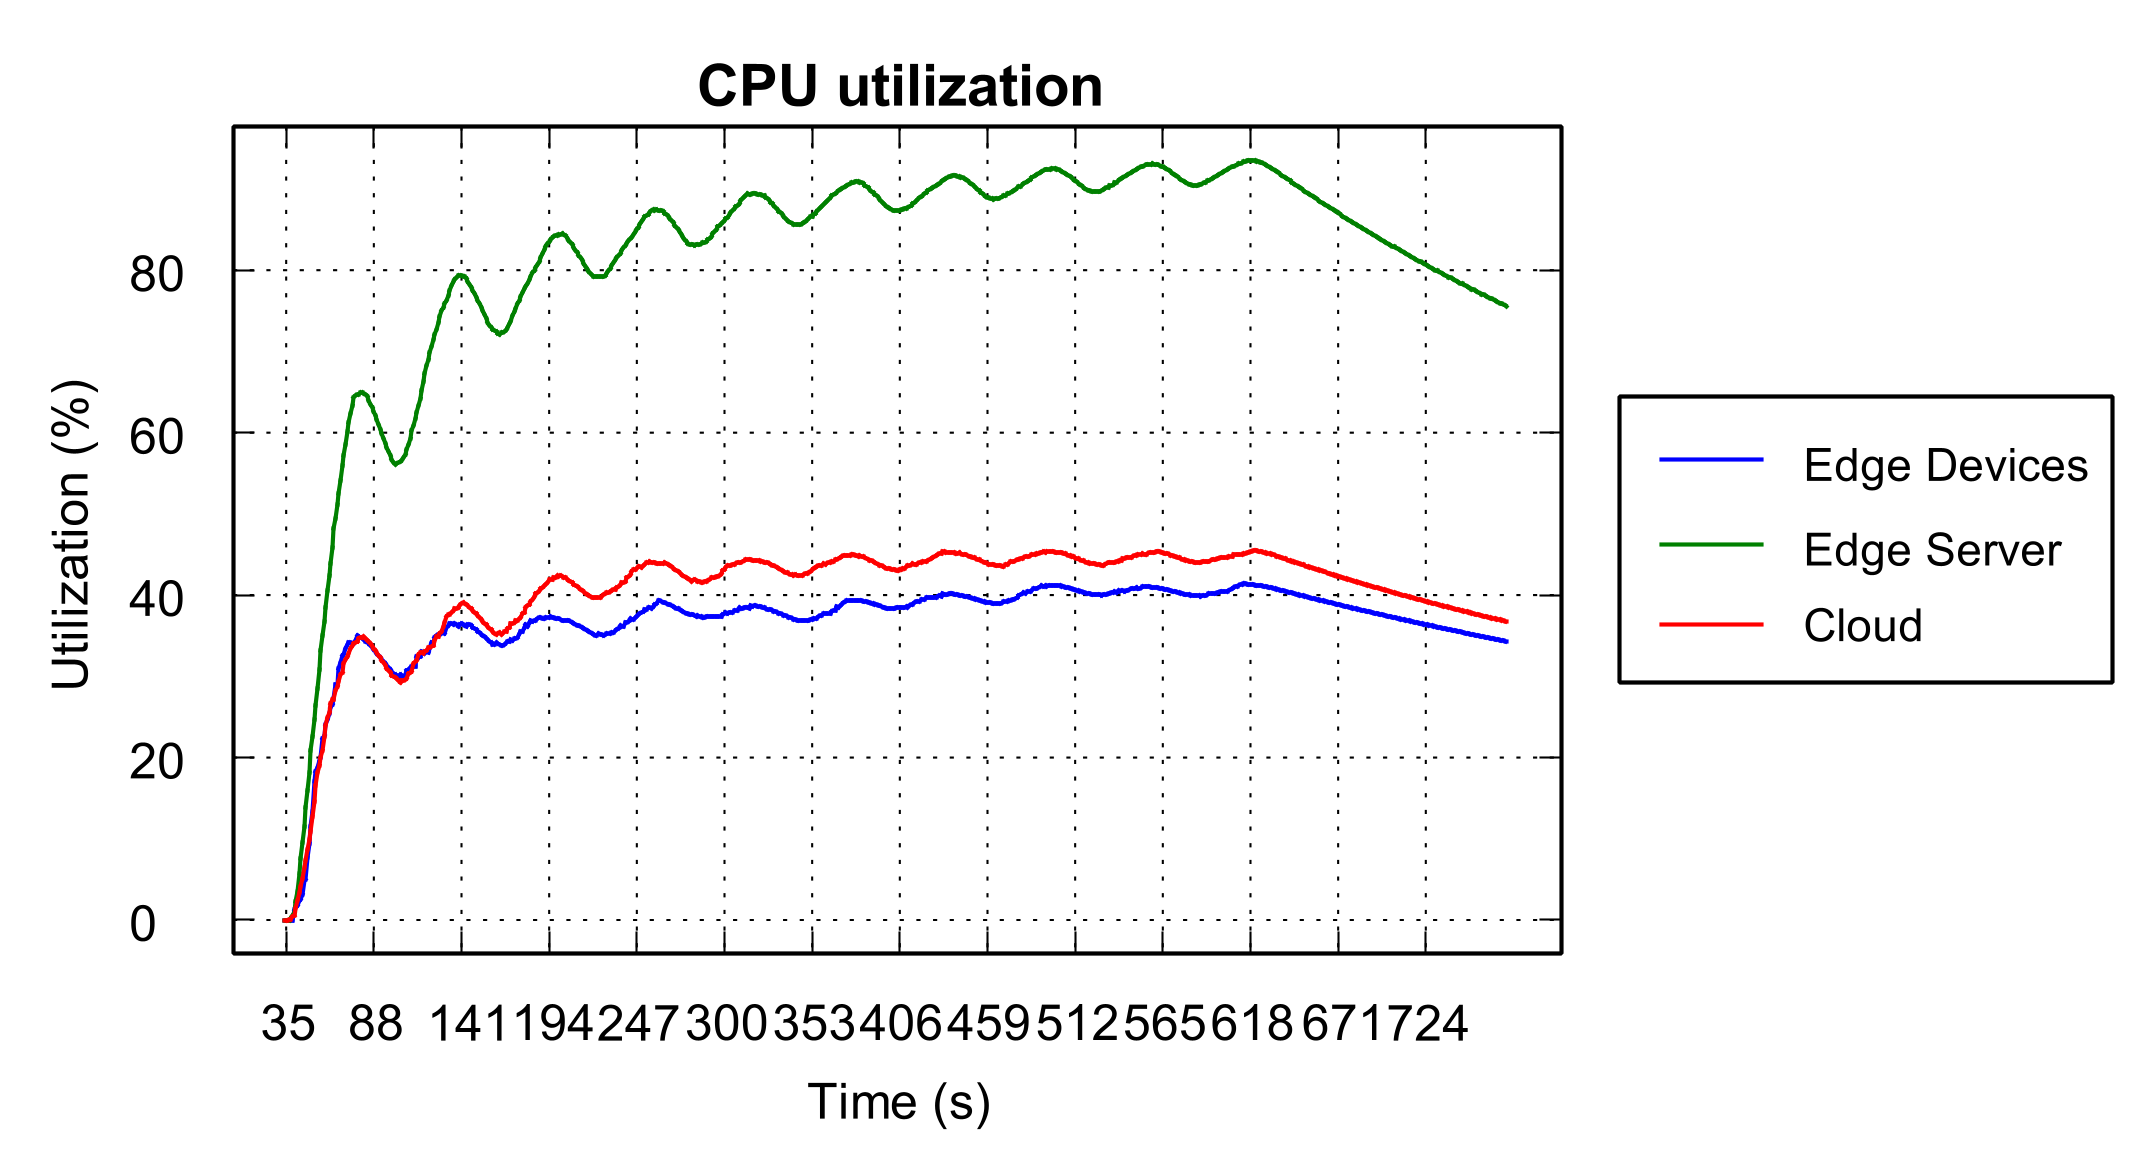 CPU utilization
Utilization (%)
80
60
40
20
0
35 88 141 194 247 300 353 406 459 512 565 618 671 724
Time (s)
Edge Devices
Edge Server
Cloud